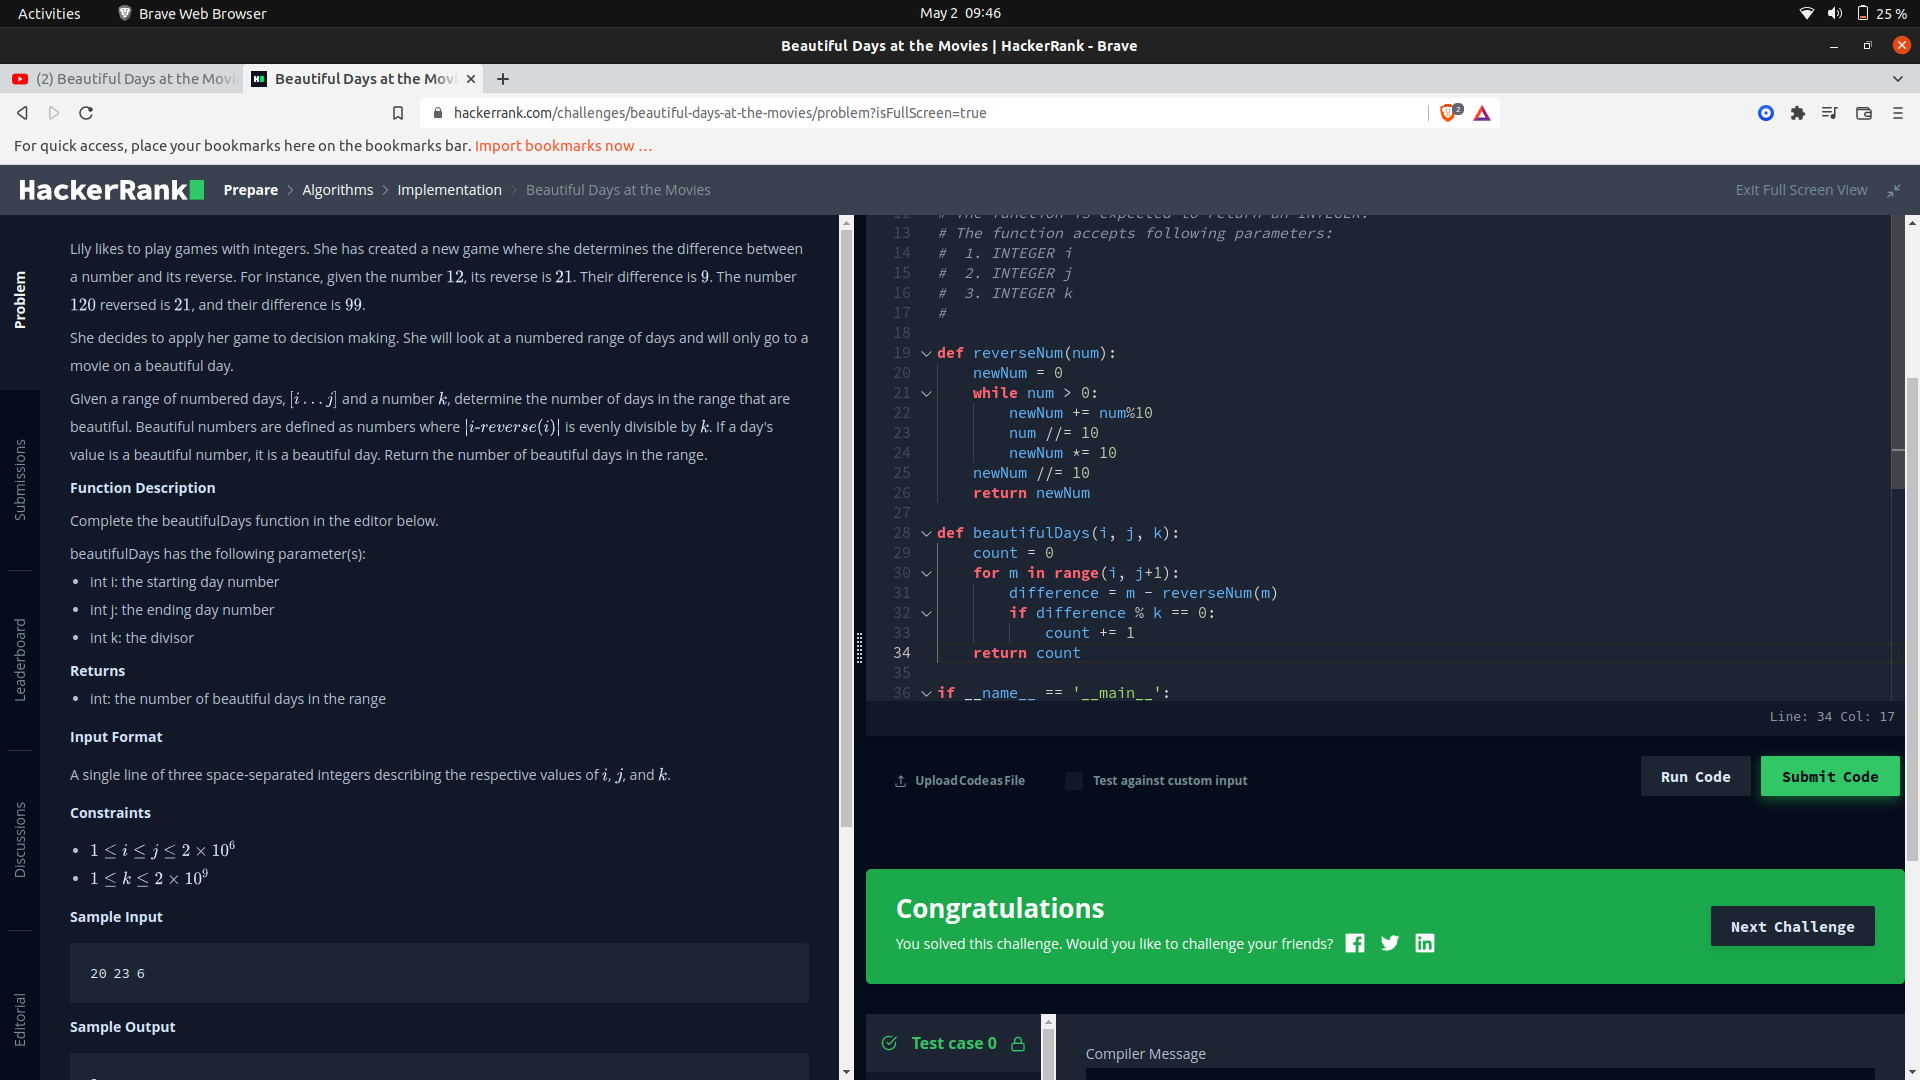 Activities
Brave Web Browser
May 2 09:46
25 %
Beautiful Days at the Movies | HackerRank - Brave
(2) Beautiful Days at the Movi
Beautiful Days at the Movi
hackerrank.com/challenges/beautiful-days-at-the-movies/problem?isFullScreen=true
2
For quick access, place your bookmarks here on the bookmarks bar. Import bookmarks now …
HackerRank
Prepare > Algorithms > Implementation > Beautiful Days at the Movies
Exit Full Screen View
Problem
Submissions
Leaderboard
Discussions
Editorial
Lily likes to play games with integers. She has created a new game where she determines the difference between
a number and its reverse. For instance, given the number 12, its reverse is 21. Their difference is 9. The number
120 reversed is 21, and their difference is 99.
She decides to apply her game to decision making. She will look at a numbered range of days and will only go to a
movie on a beautiful day.
Given a range of numbered days, [i . . . j] and a number k, determine the number of days in the range that are
beautiful. Beautiful numbers are defined as numbers where |i-reverse(i)| is evenly divisible by k. If a day's
value is a beautiful number, it is a beautiful day. Return the number of beautiful days in the range.
Function Description
Complete the beautifulDays function in the editor below.
beautifulDays has the following parameter(s):
• int i: the starting day number
• int j: the ending day number
• int k: the divisor
Returns
• int: the number of beautiful days in the range
Input Format
A single line of three space-separated integers describing the respective values of i, j, and k.
Constraints
• 1 ≤ i ≤ j ≤ 2 × 10⁶
• 1 ≤ k ≤ 2 × 10⁹
Sample Input
20 23 6
Sample Output
12 # The function is expected to return an INTEGER.
13 # The function accepts following parameters:
14 #  1. INTEGER i
15 #  2. INTEGER j
16 #  3. INTEGER k
17 #
18
19 def reverseNum(num):
20     newNum = 0
21     while num > 0:
22         newNum += num%10
23         num //= 10
24         newNum *= 10
25     newNum //= 10
26     return newNum
27
28 def beautifulDays(i, j, k):
29     count = 0
30     for m in range(i, j+1):
31         difference = m - reverseNum(m)
32         if difference % k == 0:
33             count += 1
34     return count
35
36 if __name__ == '__main__':
Line: 34 Col: 17
Upload Code as File
Test against custom input
Run Code
Submit Code
Congratulations
You solved this challenge. Would you like to challenge your friends?
Next Challenge
Test case 0
Compiler Message